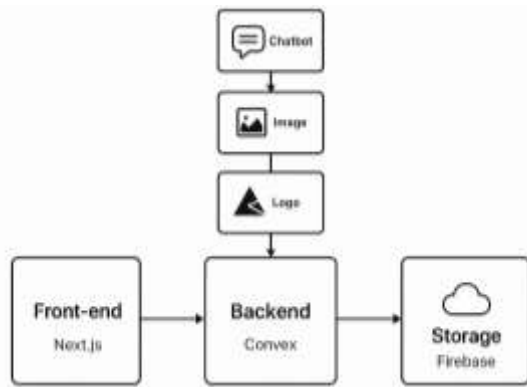 Chatbot
Image
Logo
Front-end
Next.js
Backend
Convex
Storage
Firebase